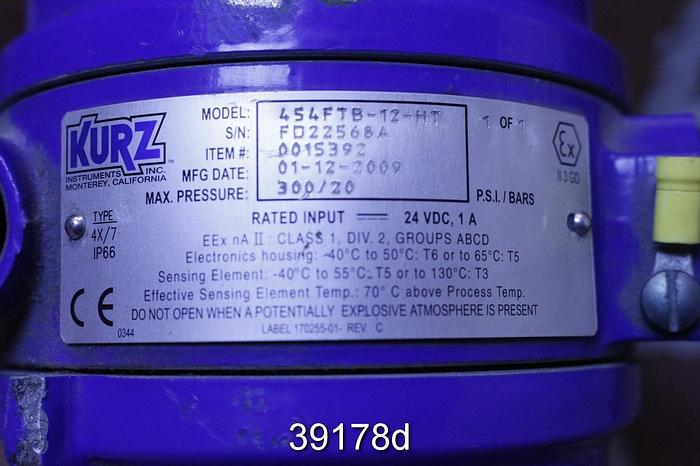 KURZ™
INSTRUMENTS INC.
MONTEREY, CALIFORNIA
MODEL: 454FTB-12-HT 1 OF 1
S/N: FD22568A
ITEM #: 0015392
MFG DATE: 01-12-2009
MAX. PRESSURE: 300/20 P.S.I. / BARS
Ex
II 3 GD
TYPE
4X/7
IP66
RATED INPUT 24 VDC, 1 A
EEx nA II : CLASS 1, DIV. 2, GROUPS ABCD
Electronics housing: -40°C to 50°C: T6 or to 65°C: T5
Sensing Element: -40°C to 55°C: T5 or to 130°C: T3
Effective Sensing Element Temp.: 70° C above Process Temp.
DO NOT OPEN WHEN A POTENTIALLY EXPLOSIVE ATMOSPHERE IS PRESENT
CE 0344
LABEL 170255-01- REV. C
39178d